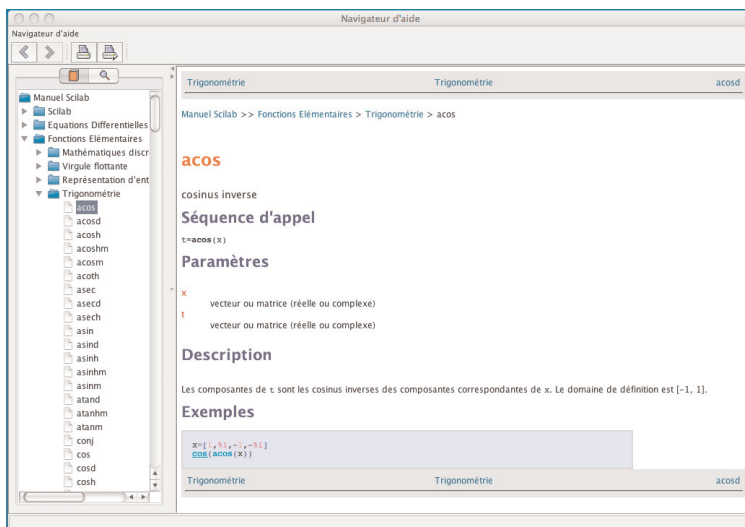 Navigateur d'aide
Navigateur d'aide
Manuel Scilab
Scilab
Equations Differentielles
Fonctions Elémentaires
Mathématiques discr
Virgule flottante
Représentation d'ent
Trigonométrie
acos
acosd
acosh
acoshm
acosm
acoth
asec
asecd
asech
asin
asind
asinh
asinhm
asinm
atand
atanhm
atanm
conj
cos
cosd
cosh
Trigonométrie Trigonométrie acosd
Manuel Scilab >> Fonctions Elémentaires > Trigonométrie > acos
acos
cosinus inverse
Séquence d'appel
t=acos(x)
Paramètres
x
vecteur ou matrice (réelle ou complexe)
t
vecteur ou matrice (réelle ou complexe)
Description
Les composantes de t sont les cosinus inverses des composantes correspondantes de x. Le domaine de définition est [-1, 1].
Exemples
x=[1,%i,-1,-%i]
cos(acos(x))
Trigonométrie Trigonométrie acosd